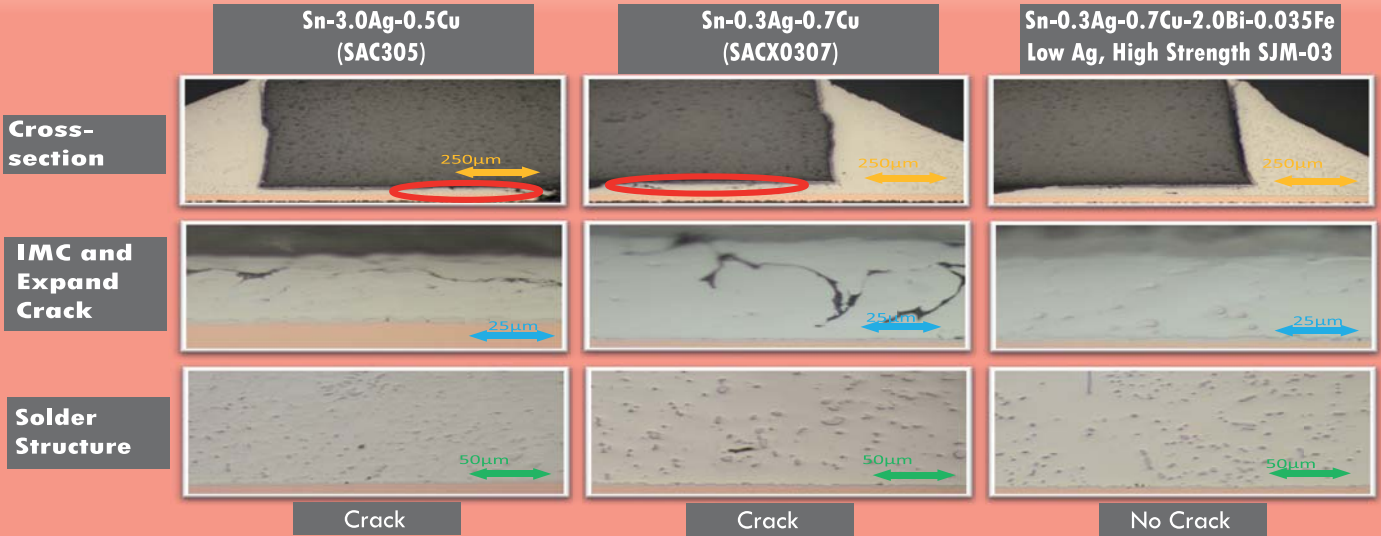 Sn-3.0Ag-0.5Cu
(SAC305)
Sn-0.3Ag-0.7Cu
(SACX0307)
Sn-0.3Ag-0.7Cu-2.0Bi-0.035Fe
Low Ag, High Strength SJM-03
Cross-
section
250μm
250μm
250μm
IMC and
Expand
Crack
25μm
25μm
25μm
Solder
Structure
50μm
50μm
50μm
Crack
Crack
No Crack